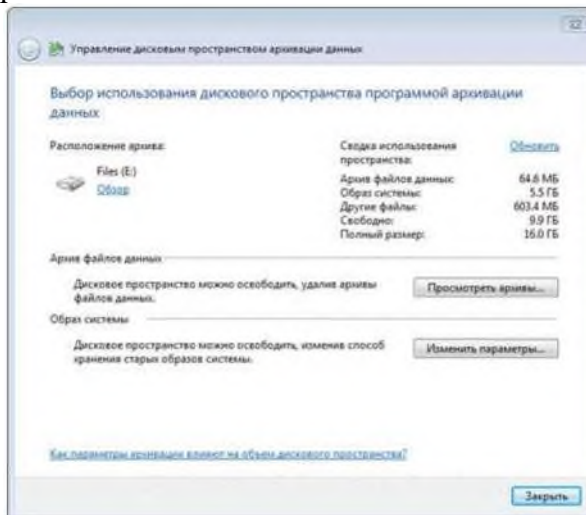 Управление дисковым пространством архивации данных
Выбор использования дискового пространства программой архивации
данных
Расположение архива:
Files (E:)
Обзор
Сводка использования
пространства:
Обновить
Архив файлов данных: 64.6 МБ
Образ системы: 5.5 ГБ
Другие файлы: 603.4 МБ
Свободно: 9.9 ГБ
Полный размер: 16.0 ГБ
Архив файлов данных
Дисковое пространство можно освободить, удалив архивы
файлов данных.
Просмотреть архивы...
Образ системы
Дисковое пространство можно освободить, изменив способ
хранения старых образов системы.
Изменить параметры...
Как параметры архивации влияют на объем дискового пространства?
Закрыть